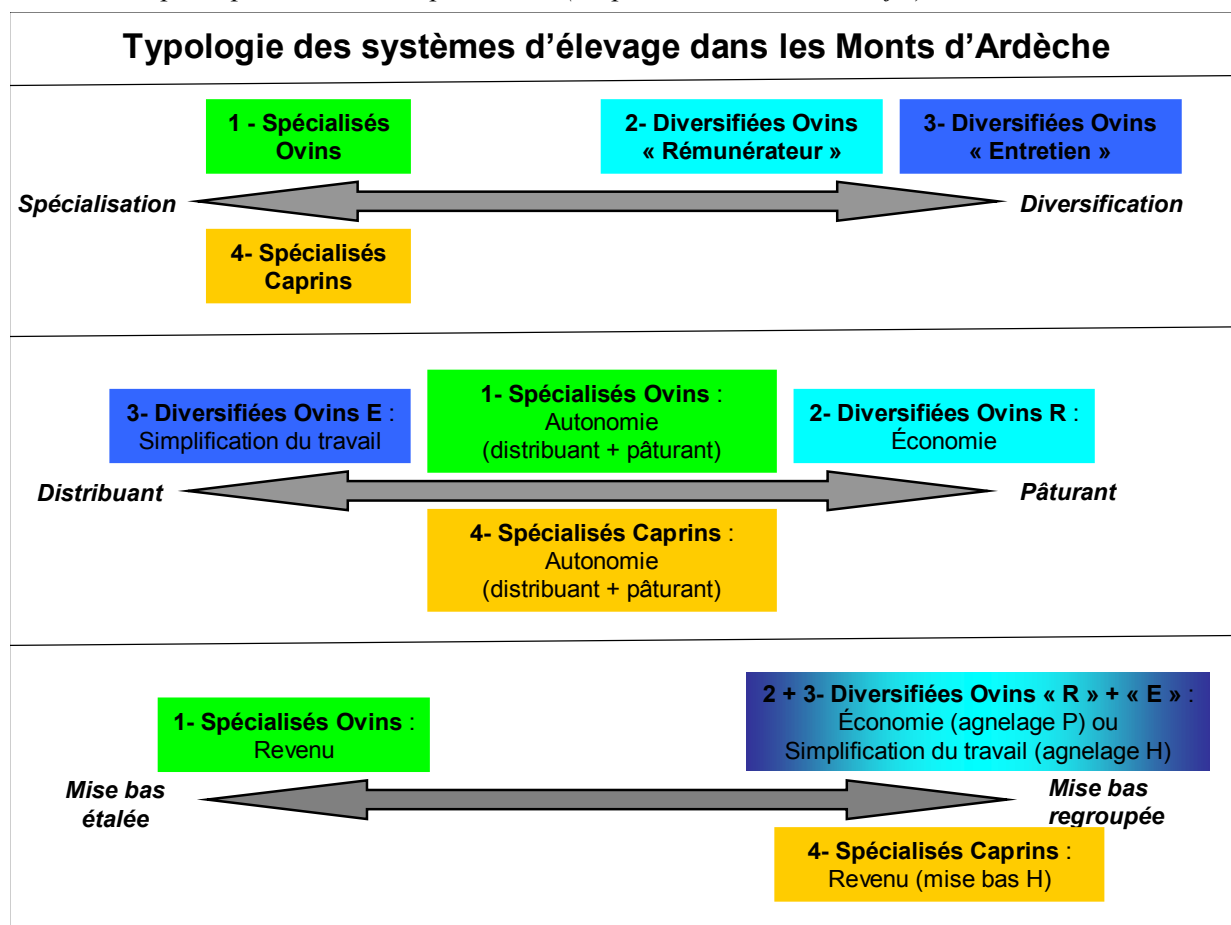 Typologie des systèmes d'élevage dans les Monts d'Ardèche
1 - Spécialisés
Ovins
2- Diversifiées Ovins
« Rémunérateur »
3- Diversifiées Ovins
« Entretien »
Spécialisation
Diversification
4- Spécialisés
Caprins
3- Diversifiées Ovins E :
Simplification du travail
1- Spécialisés Ovins :
Autonomie
(distribuant + pâturant)
2- Diversifiées Ovins R :
Économie
Distribuant
Pâturant
4- Spécialisés Caprins :
Autonomie
(distribuant + pâturant)
1- Spécialisés Ovins :
Revenu
2 + 3- Diversifiées Ovins « R » + « E » :
Économie (agnelage P) ou
Simplification du travail (agnelage H)
Mise bas
étalée
Mise bas
regroupée
4- Spécialisés Caprins :
Revenu (mise bas H)